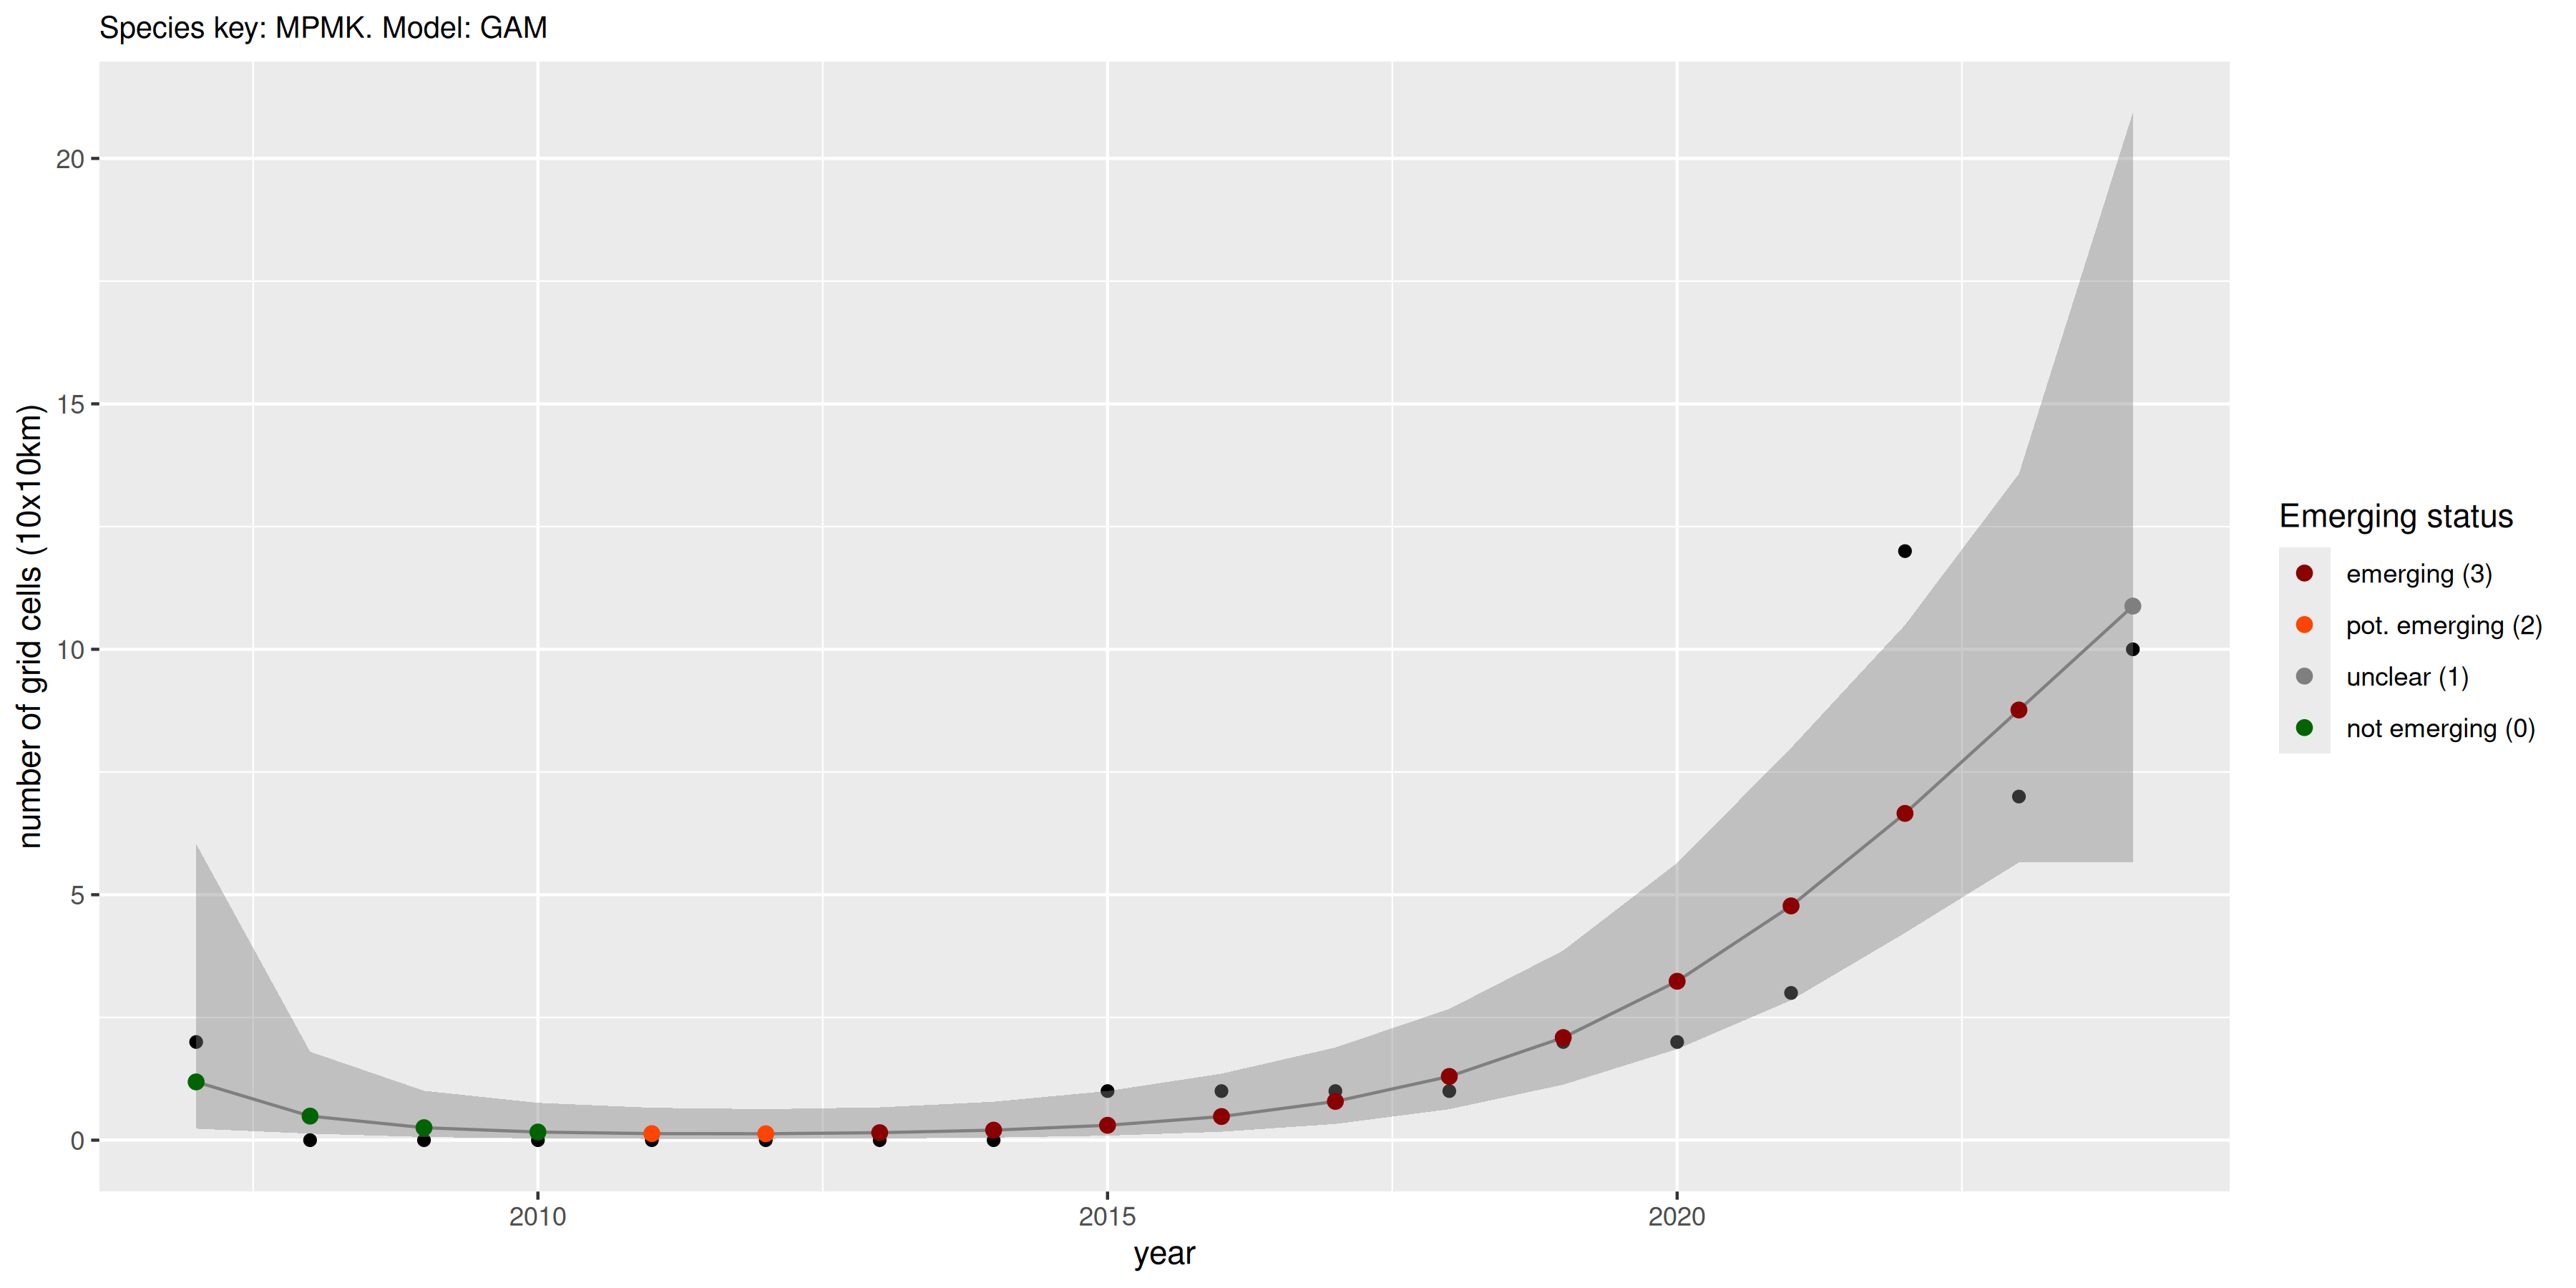 Species key: MPMK. Model: GAM
number of grid cells (10x10km)
20
15
10
5
0
2010
2015
2020
year
Emerging status
emerging (3)
pot. emerging (2)
unclear (1)
not emerging (0)